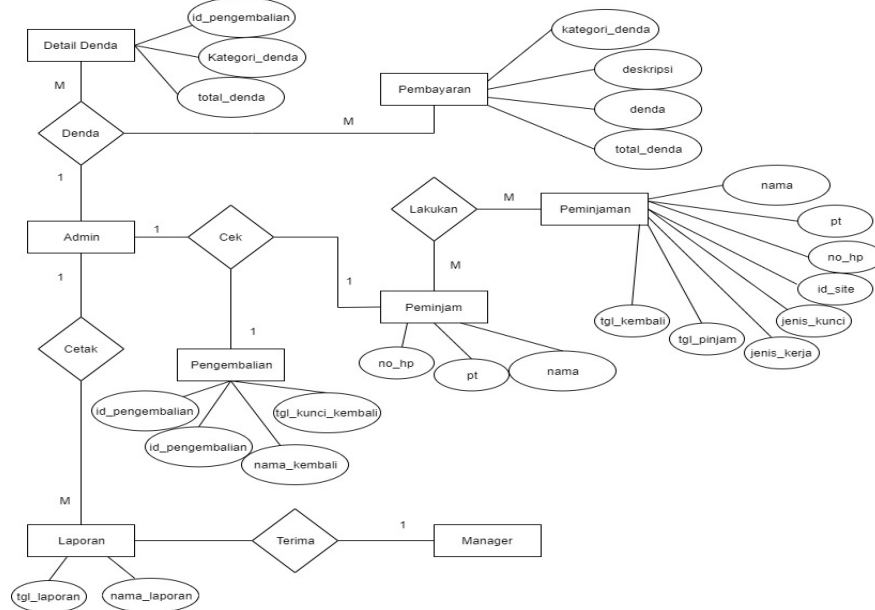 id_pengembalian
Detail Denda
Kategori_denda
total_denda
kategori_denda
deskripsi
Pembayaran
denda
total_denda
M
Denda
M
1
Lakukan
M
Peminjaman
nama
pt
no_hp
id_site
jenis_kunci
jenis_kerja
tgl_pinjam
tgl_kembali
Admin
1
Cek
1
M
1
Peminjam
no_hp
pt
nama
1
Cetak
1
Pengembalian
id_pengembalian
id_pengembalian
nama_kembali
tgl_kunci_kembali
M
Laporan
Terima
1
Manager
tgl_laporan
nama_laporan